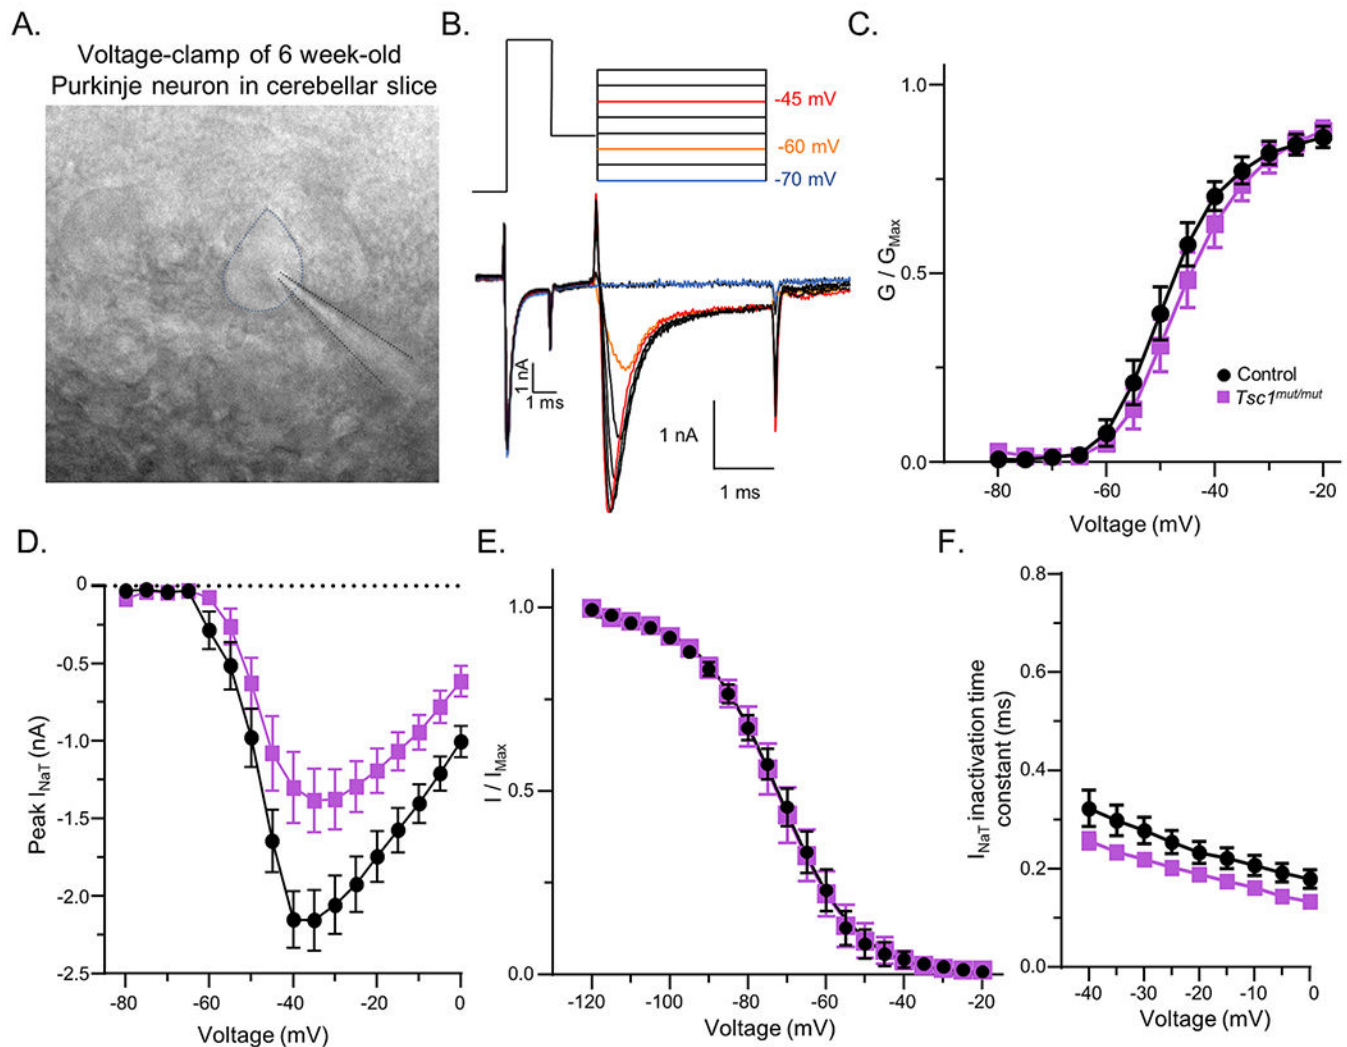 A.
Voltage-clamp of 6 week-old
Purkinje neuron in cerebellar slice
B.
-45 mV
-60 mV
-70 mV
1 nA
1 ms
1 nA
1 ms
C.
G / GMax
1.0
0.5
0.0
Control
Tsc1mut/mut
-80 -60 -40 -20
Voltage (mV)
D.
Peak INaT (nA)
0
-0.5
-1.0
-1.5
-2.0
-2.5
-80 -60 -40 -20 0
Voltage (mV)
E.
I / IMax
1.0
0.5
0.0
-120 -100 -80 -60 -40 -20
Voltage (mV)
F.
INaT inactivation time
constant (ms)
0.8
0.6
0.4
0.2
0.0
-40 -30 -20 -10 0
Voltage (mV)